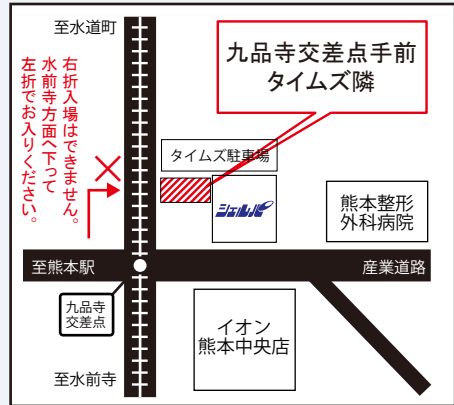 至水道町
九品寺交差点手前
タイムズ隣
右折入場はできません。
水前寺方面へ下って
左折でお入りください。
タイムズ駐車場
シェルパ
熊本整形
外科病院
至熊本駅
産業道路
九品寺
交差点
イオン
熊本中央店
至水前寺